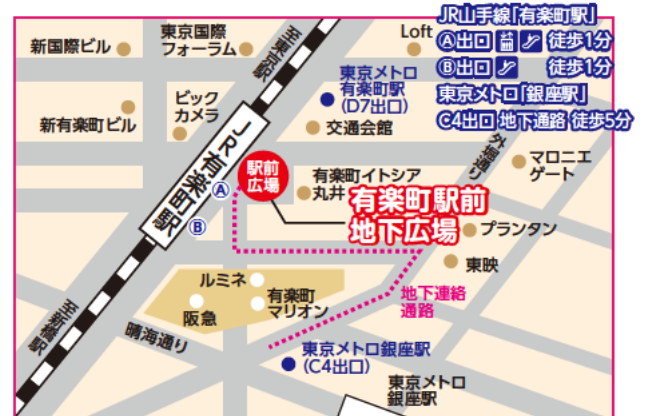 JR山手線「有楽町駅」
Ⓐ出口 徒歩1分
Ⓑ出口 徒歩1分
東京メトロ「銀座駅」
C4出口 地下通路 徒歩5分
新国際ビル
東京国際
フォーラム
至東京駅
Loft
東京メトロ
有楽町駅
(D7出口)
新有楽町ビル
ビック
カメラ
交通会館
外堀通り
マロニエ
ゲート
JR有楽町駅
Ⓐ
Ⓑ
駅前
広場
有楽町イトシア
丸井
有楽町駅前
地下広場
プランタン
東映
ルミネ
阪急
有楽町
マリオン
地下連絡
通路
至新橋駅
晴海通り
東京メトロ銀座駅
(C4出口)
東京メトロ
銀座駅